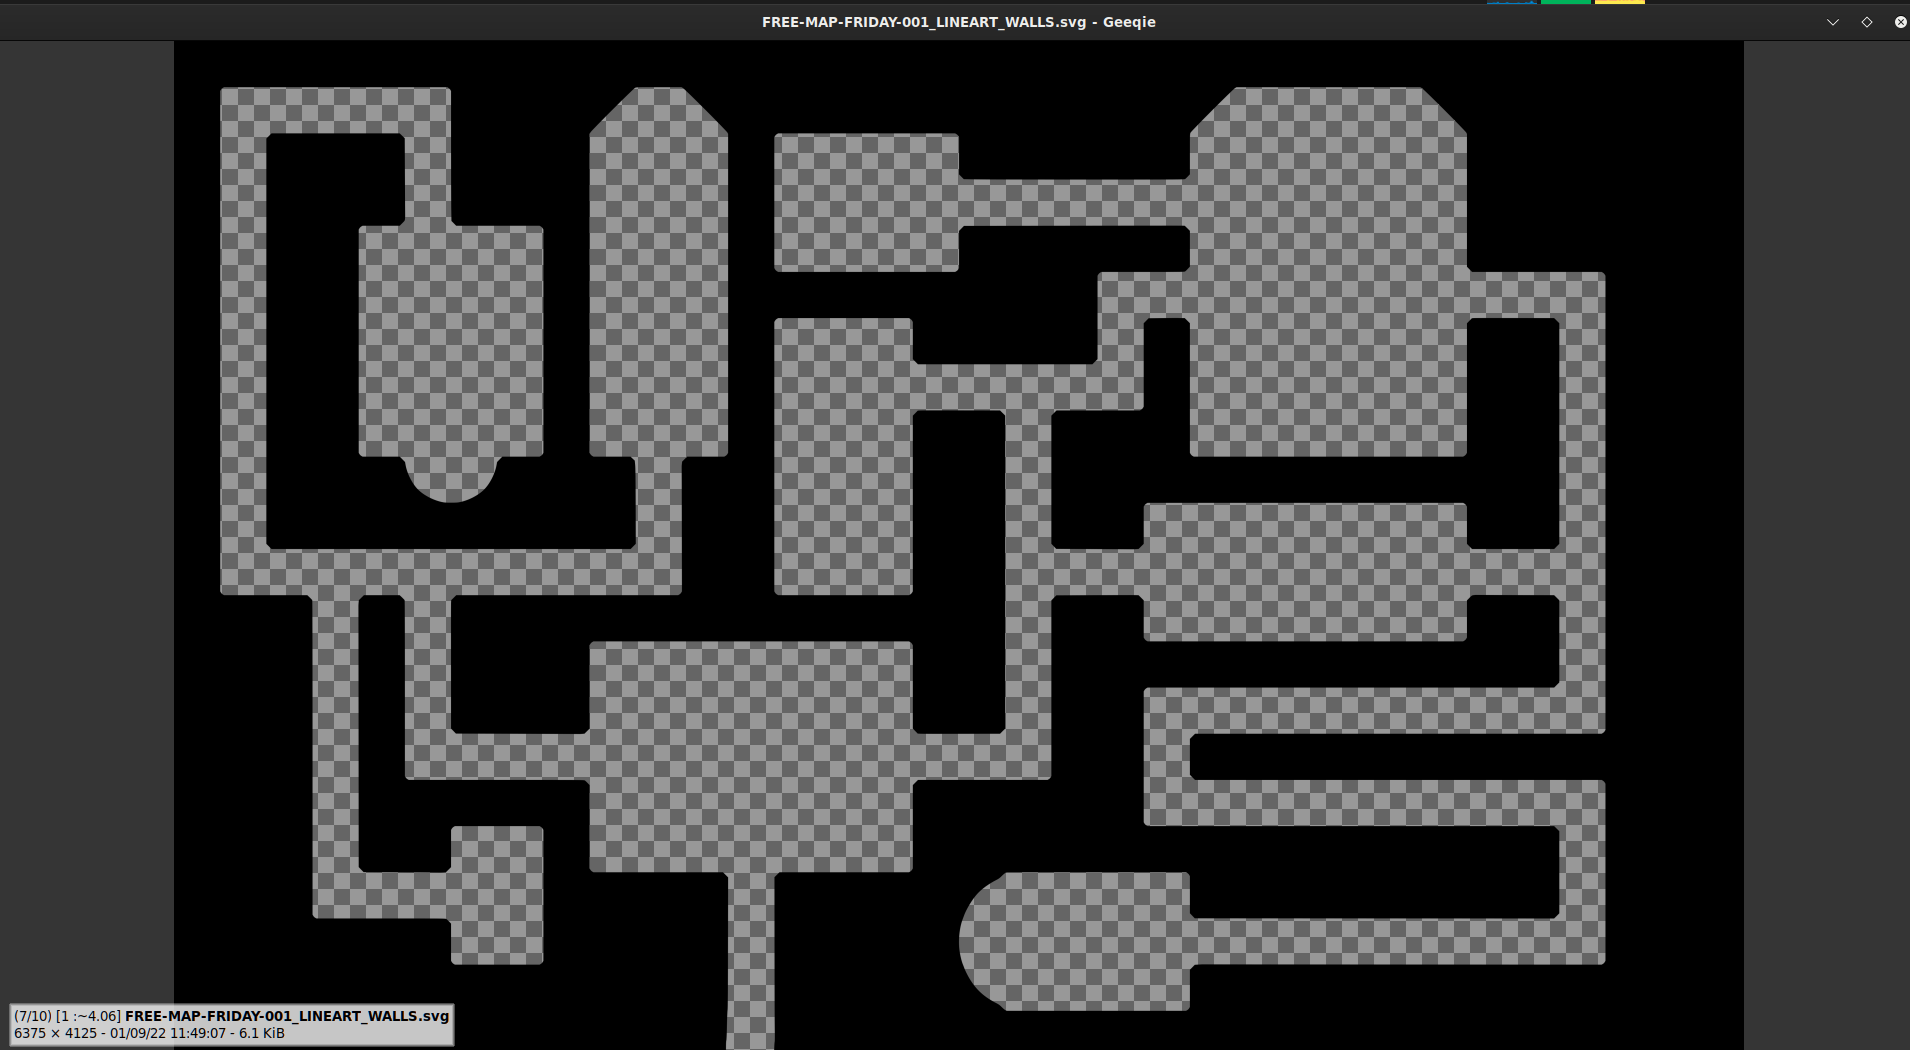 FREE-MAP-FRIDAY-001_LINEART_WALLS.svg - Geeqie
(7/10) [1 :~4.06] FREE-MAP-FRIDAY-001_LINEART_WALLS.svg
6375 × 4125 - 01/09/22 11:49:07 - 6.1 KiB